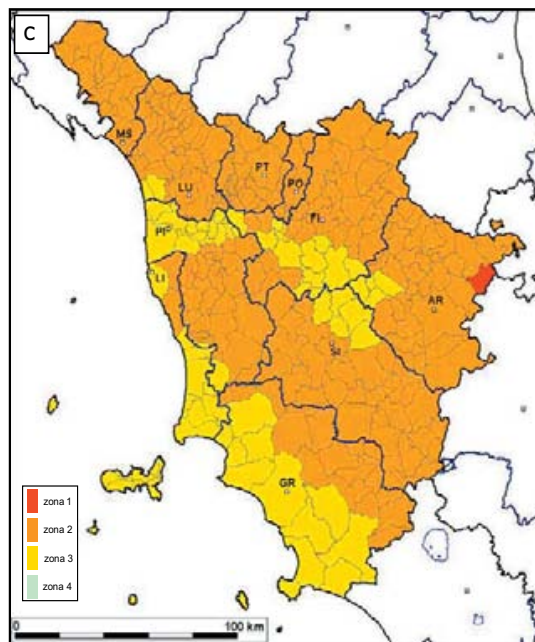 c
MS
LU
PT
PO
FI
PI
LI
AR
SI
GR
zona 1
zona 2
zona 3
zona 4
0 100 km